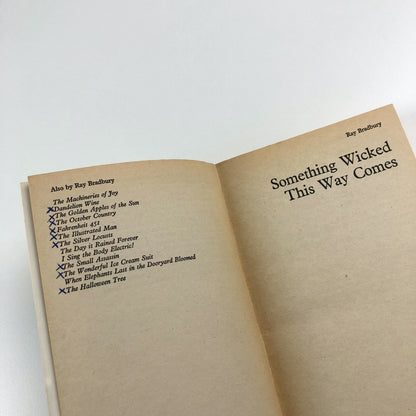 Also by Ray Bradbury
The Machineries of Joy
Dandelion Wine
The Golden Apples of the Sun
The October Country
Fahrenheit 451
The Illustrated Man
The Silver Locusts
The Day it Rained Forever
I Sing the Body Electric!
The Small Assassin
The Wonderful Ice Cream Suit
When Elephants Last in the Dooryard Bloomed
The Halloween Tree
Ray Bradbury
Something Wicked
This Way Comes